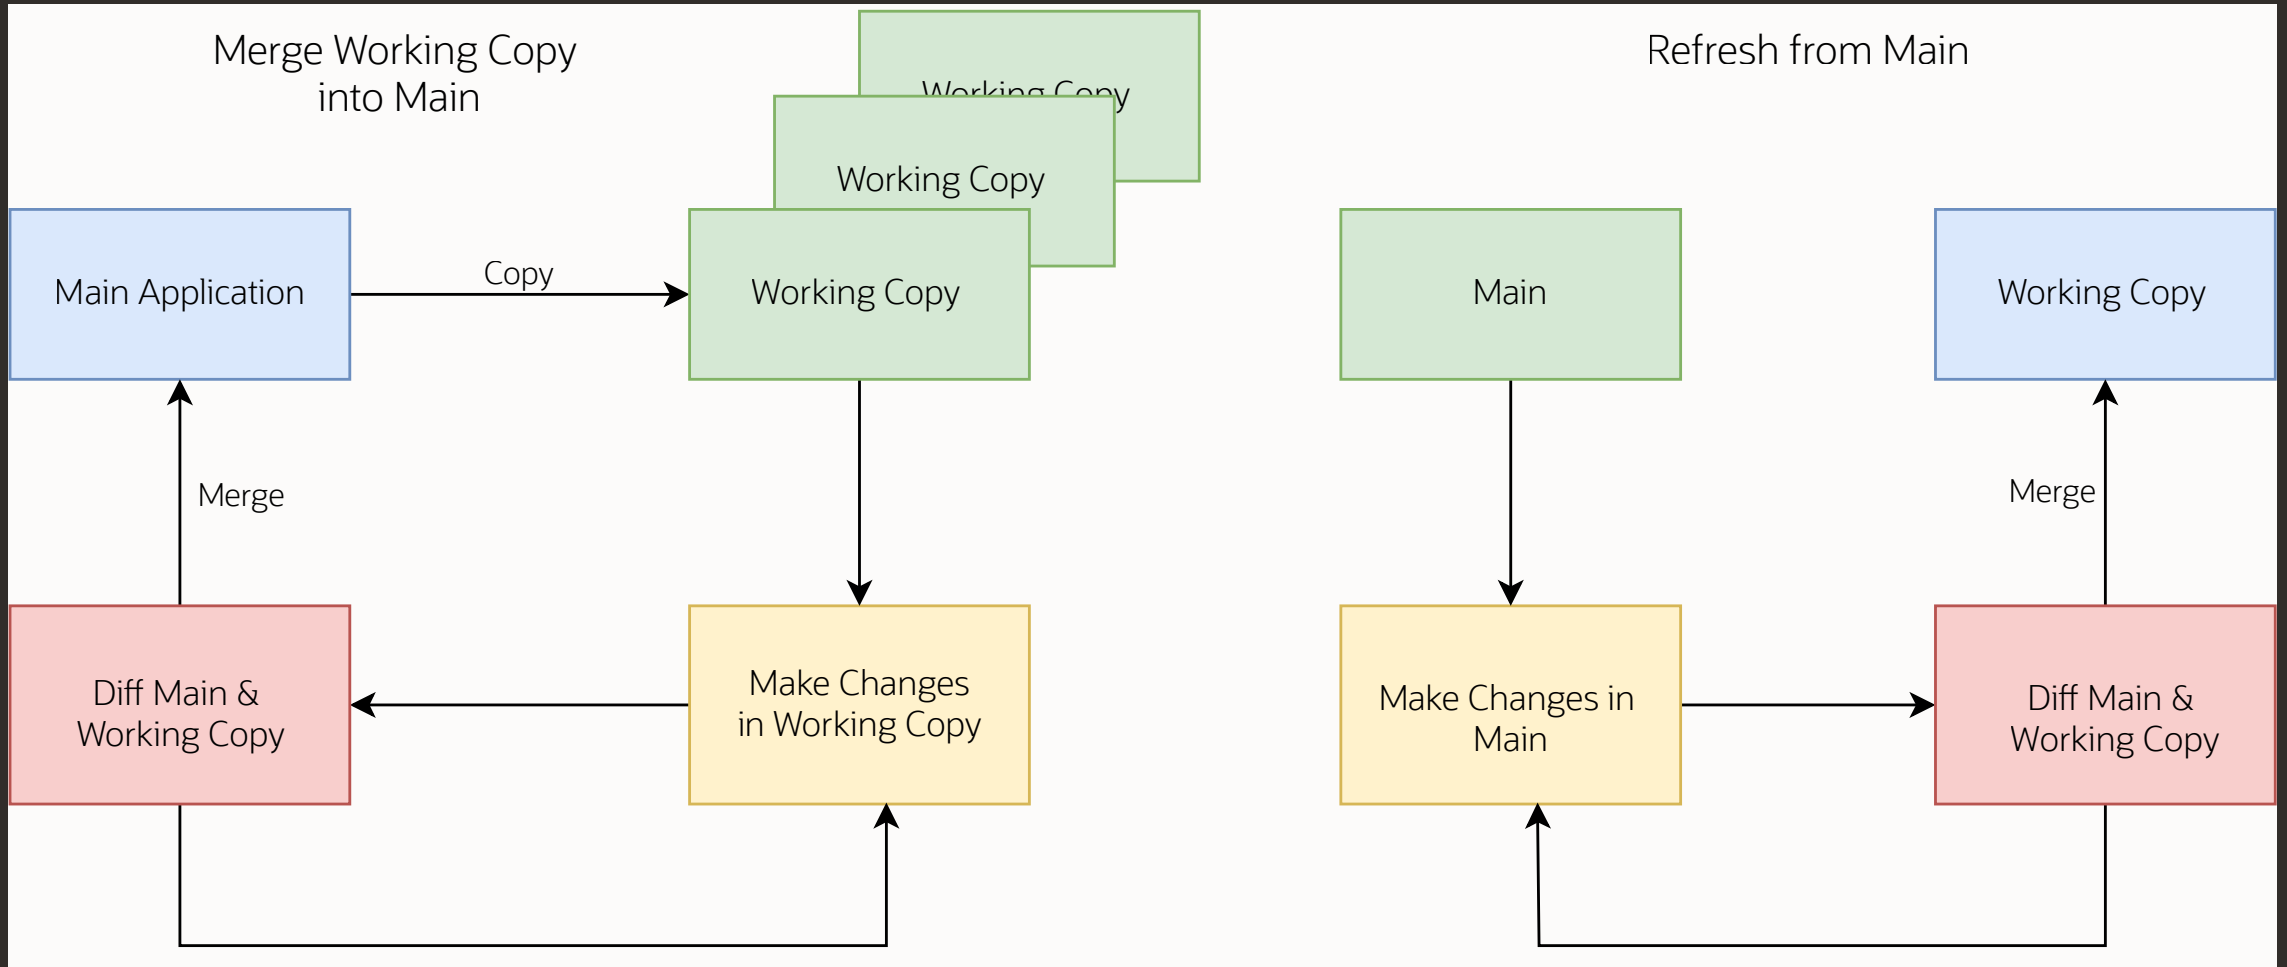 Merge Working Copy
into Main
Working Copy
Working Copy
Main Application
Copy
Working Copy
Merge
Diff Main &
Working Copy
Make Changes
in Working Copy
Refresh from Main
Main
Working Copy
Merge
Make Changes in
Main
Diff Main &
Working Copy